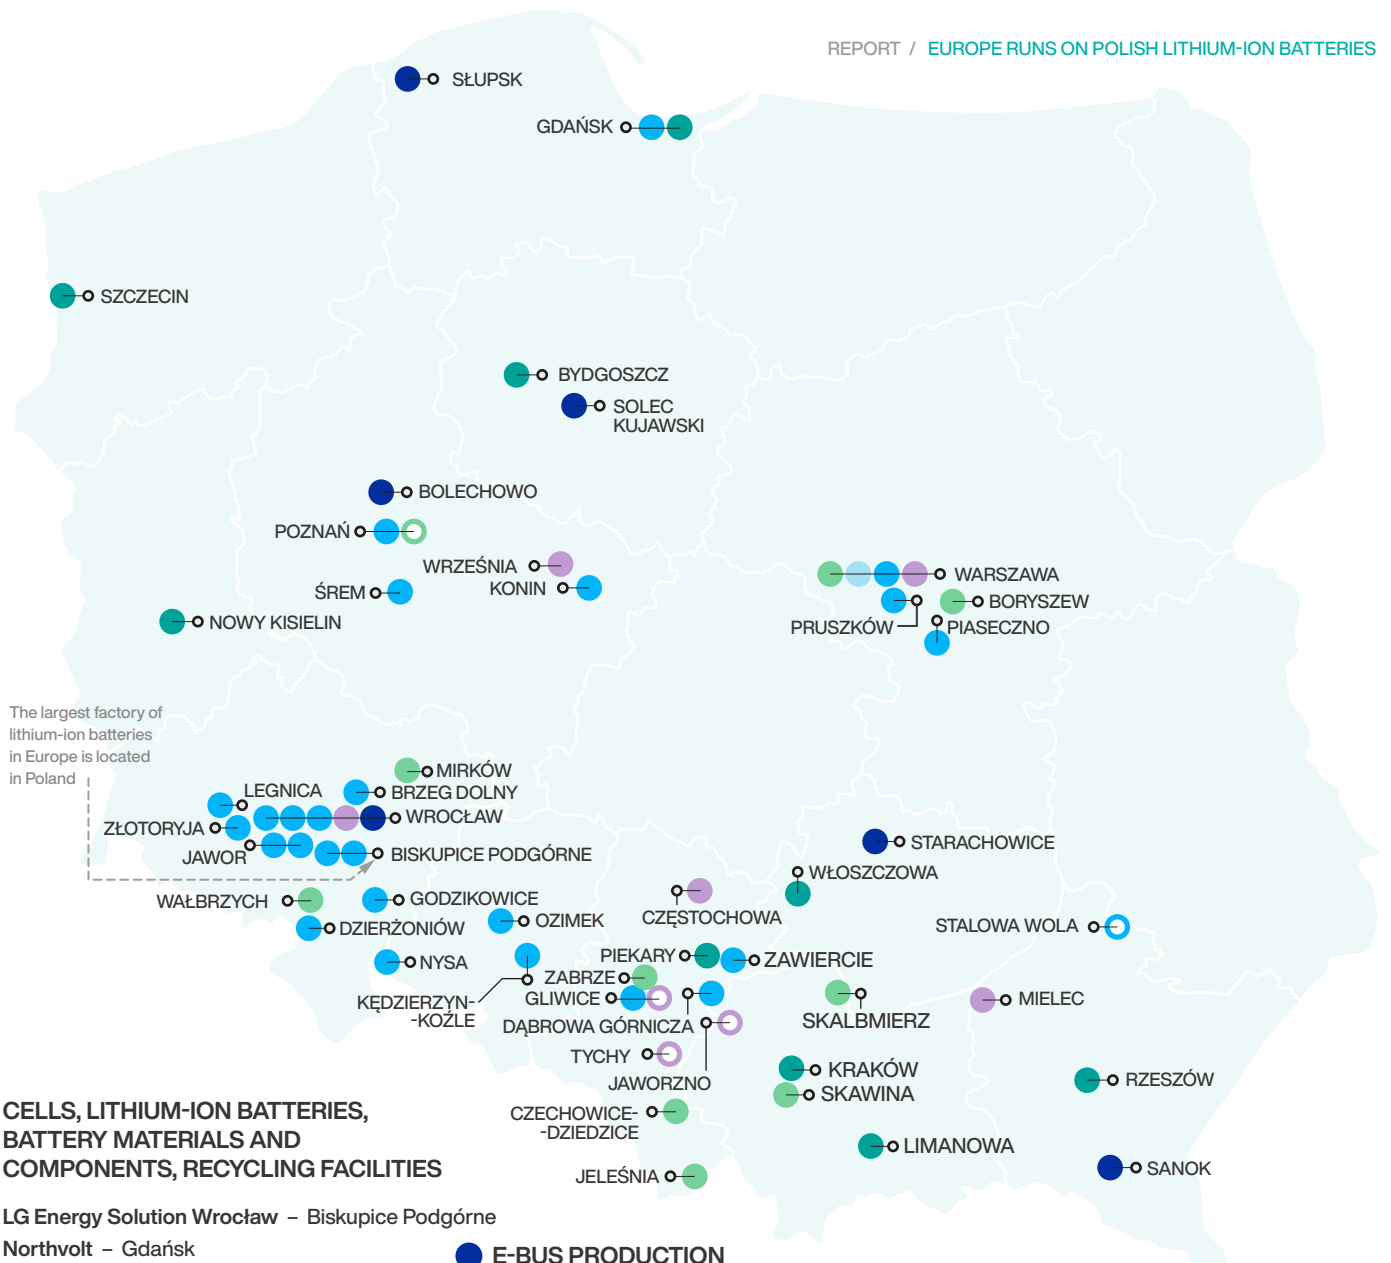 REPORT / EUROPE RUNS ON POLISH LITHIUM-ION BATTERIES
SŁUPSK
GDAŃSK
SZCZECIN
BYDGOSZCZ
SOLEC
KUJAWSKI
BOLECHOWO
POZNAŃ
WRZEŚNIA
KONIN
ŚREM
NOWY KISIELIN
WARSZAWA
BORYSZEW
PRUSZKÓW
PIASECZNO
The largest factory of
lithium-ion batteries
in Europe is located
in Poland
MIRKÓW
LEGNICA
BRZEG DOLNY
ZŁOTORYJA
WROCŁAW
JAWOR
BISKUPICE PODGÓRNE
STARACHOWICE
WŁOSZCZOWA
WAŁBRZYCH
GODZIKOWICE
DZIERŻONIÓW
OZIMEK
CZĘSTOCHOWA
STALOWA WOLA
NYSA
PIEKARY
ZAWIERCIE
ZABRZE
KĘDZIERZYN-
-KOŹLE
GLIWICE
DĄBROWA GÓRNICZA
SKALBMIERZ
MIELEC
TYCHY
JAWORZNO
KRAKÓW
SKAWINA
RZESZÓW
CZECHOWICE-
-DZIEDZICE
LIMANOWA
JELEŚNIA
SANOK
CELLS, LITHIUM-ION BATTERIES,
BATTERY MATERIALS AND
COMPONENTS, RECYCLING FACILITIES
LG Energy Solution Wrocław – Biskupice Podgórne
Northvolt – Gdańsk
E-BUS PRODUCTION